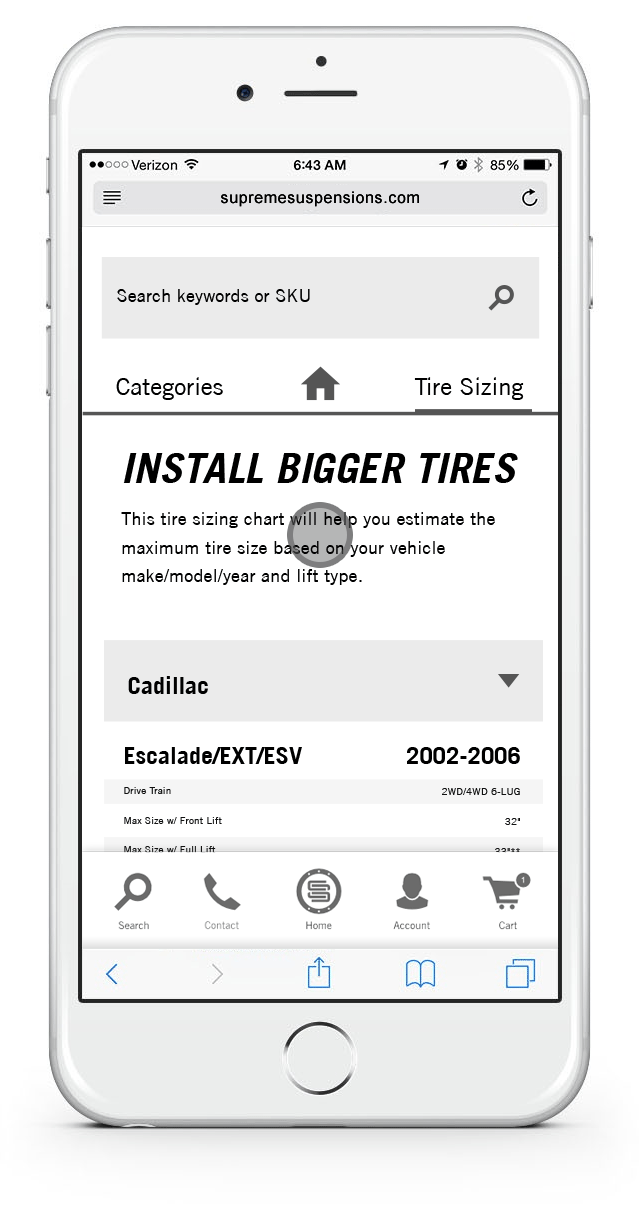 Verizon 6:43 AM 85%
supremesuspensions.com
Search keywords or SKU
Categories Tire Sizing
INSTALL BIGGER TIRES
This tire sizing chart will help you estimate the
maximum tire size based on your vehicle
make/model/year and lift type.
Cadillac
Escalade/EXT/ESV 2002-2006
Drive Train 2WD/4WD 6-LUG
Max Size w/ Front Lift 32"
Max Size w/ Full Lift 33"**
1
Search Contact Home Account Cart